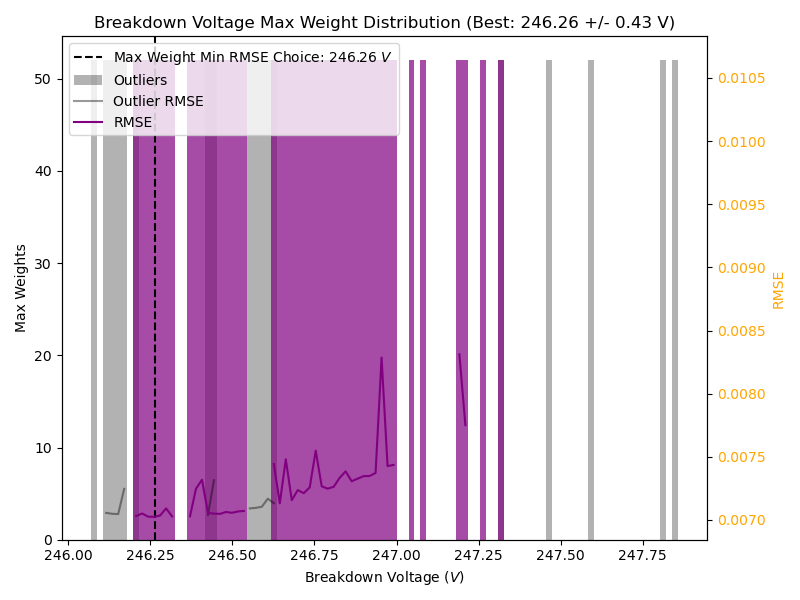 Breakdown Voltage Max Weight Distribution (Best: 246.26 +/- 0.43 V)
Max Weight Min RMSE Choice: 246.26 V
Outliers
Outlier RMSE
RMSE
Max Weights
50
40
30
20
10
0
0.0105
0.0100
0.0095
0.0090
0.0085
0.0080
0.0075
0.0070
RMSE
246.00 246.25 246.50 246.75 247.00 247.25 247.50 247.75
Breakdown Voltage (V)